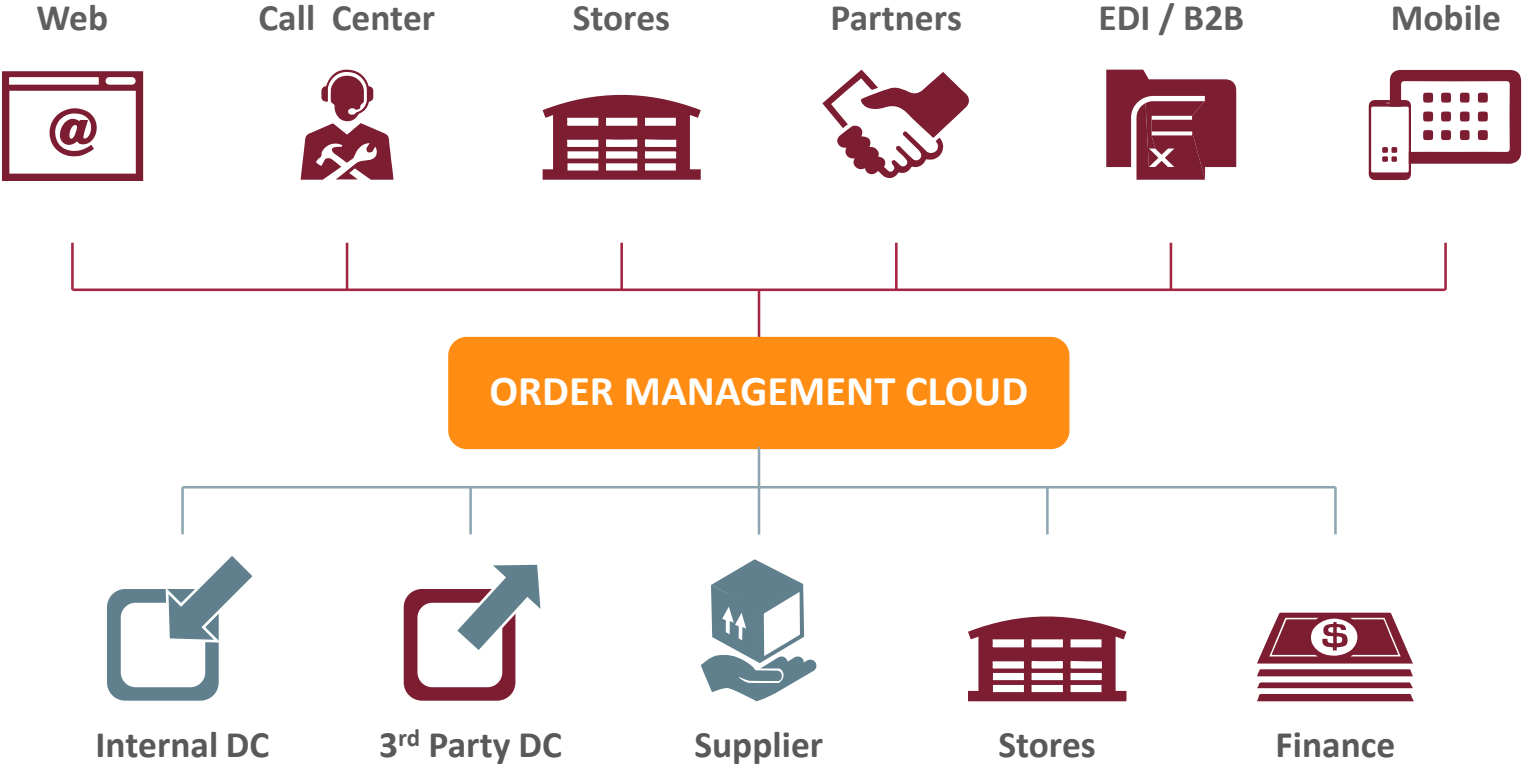 Web Call Center Stores Partners EDI / B2B Mobile
@
X
ORDER MANAGEMENT CLOUD
$
Internal DC 3rd Party DC Supplier Stores Finance